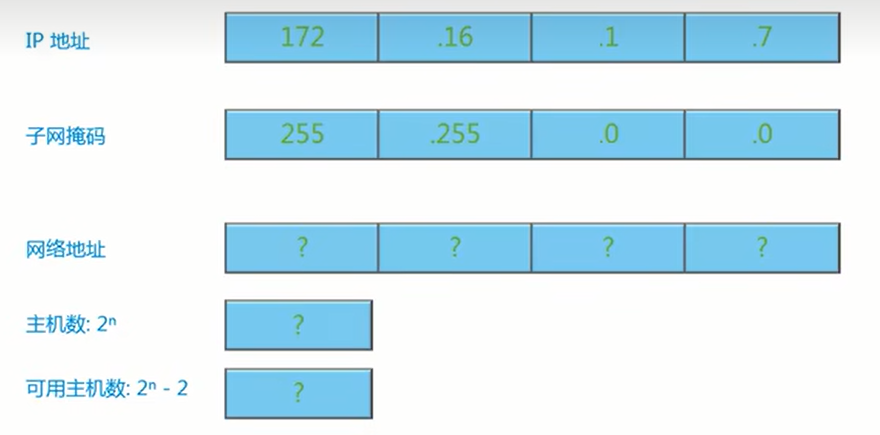 IP 地址 172 .16 .1 .7
子网掩码 255 .255 .0 .0
网络地址 ? ? ? ?
主机数: 2ⁿ ?
可用主机数: 2ⁿ - 2 ?